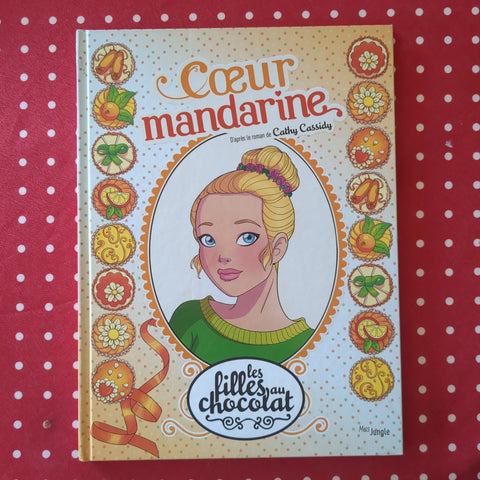 Cœur
mandarine
D'après le roman de Cathy Cassidy
les
filles au
chocolat
Jungle